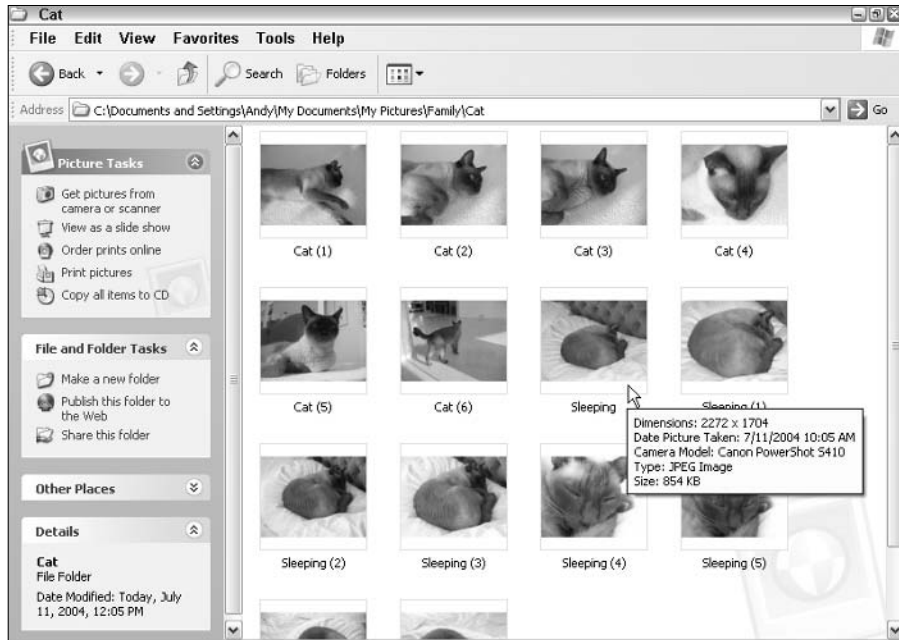 Cat
File Edit View Favorites Tools Help
Back Search Folders
Address C:\Documents and Settings\Andy\My Documents\My Pictures\Family\Cat Go
Picture Tasks
Get pictures from
camera or scanner
View as a slide show
Order prints online
Print pictures
Copy all items to CD
File and Folder Tasks
Make a new folder
Publish this folder to
the Web
Share this folder
Other Places
Details
Cat
File Folder
Date Modified: Today, July
11, 2004, 12:05 PM
Cat (1) Cat (2) Cat (3) Cat (4)
Cat (5) Cat (6) Sleeping Sleeping (1)
Dimensions: 2272 x 1704
Date Picture Taken: 7/11/2004 10:05 AM
Camera Model: Canon PowerShot S410
Type: JPEG Image
Size: 854 KB
Sleeping (2) Sleeping (3) Sleeping (4) Sleeping (5)